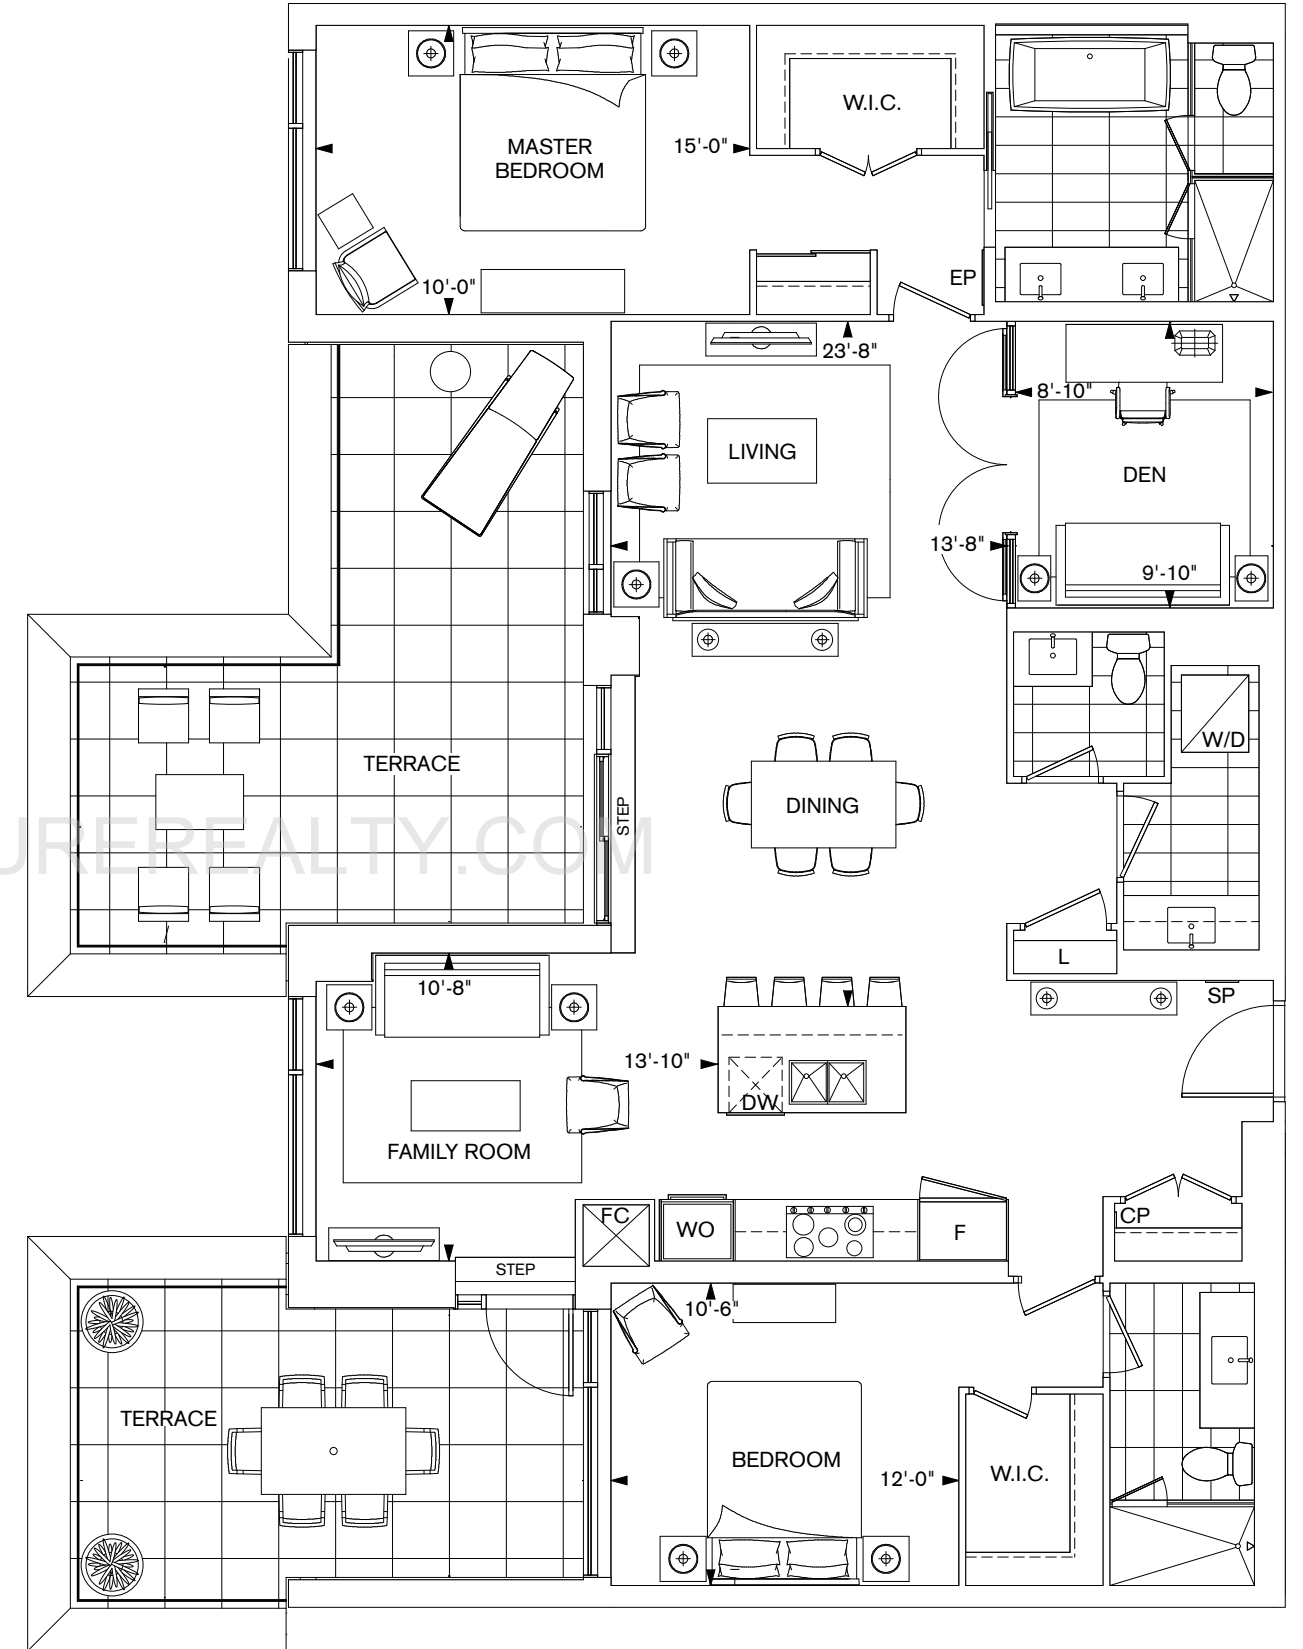 W.I.C.
MASTER
BEDROOM
15'-0"
10'-0"
EP
23'-8"
8'-10"
LIVING
DEN
13'-8"
9'-10"
W/D
TERRACE
DINING
STEP
UREREALTY.COM
L
10'-8"
SP
13'-10"
DW
FAMILY ROOM
FC
WO
F
CP
STEP
10'-6"
TERRACE
BEDROOM
12'-0"
W.I.C.